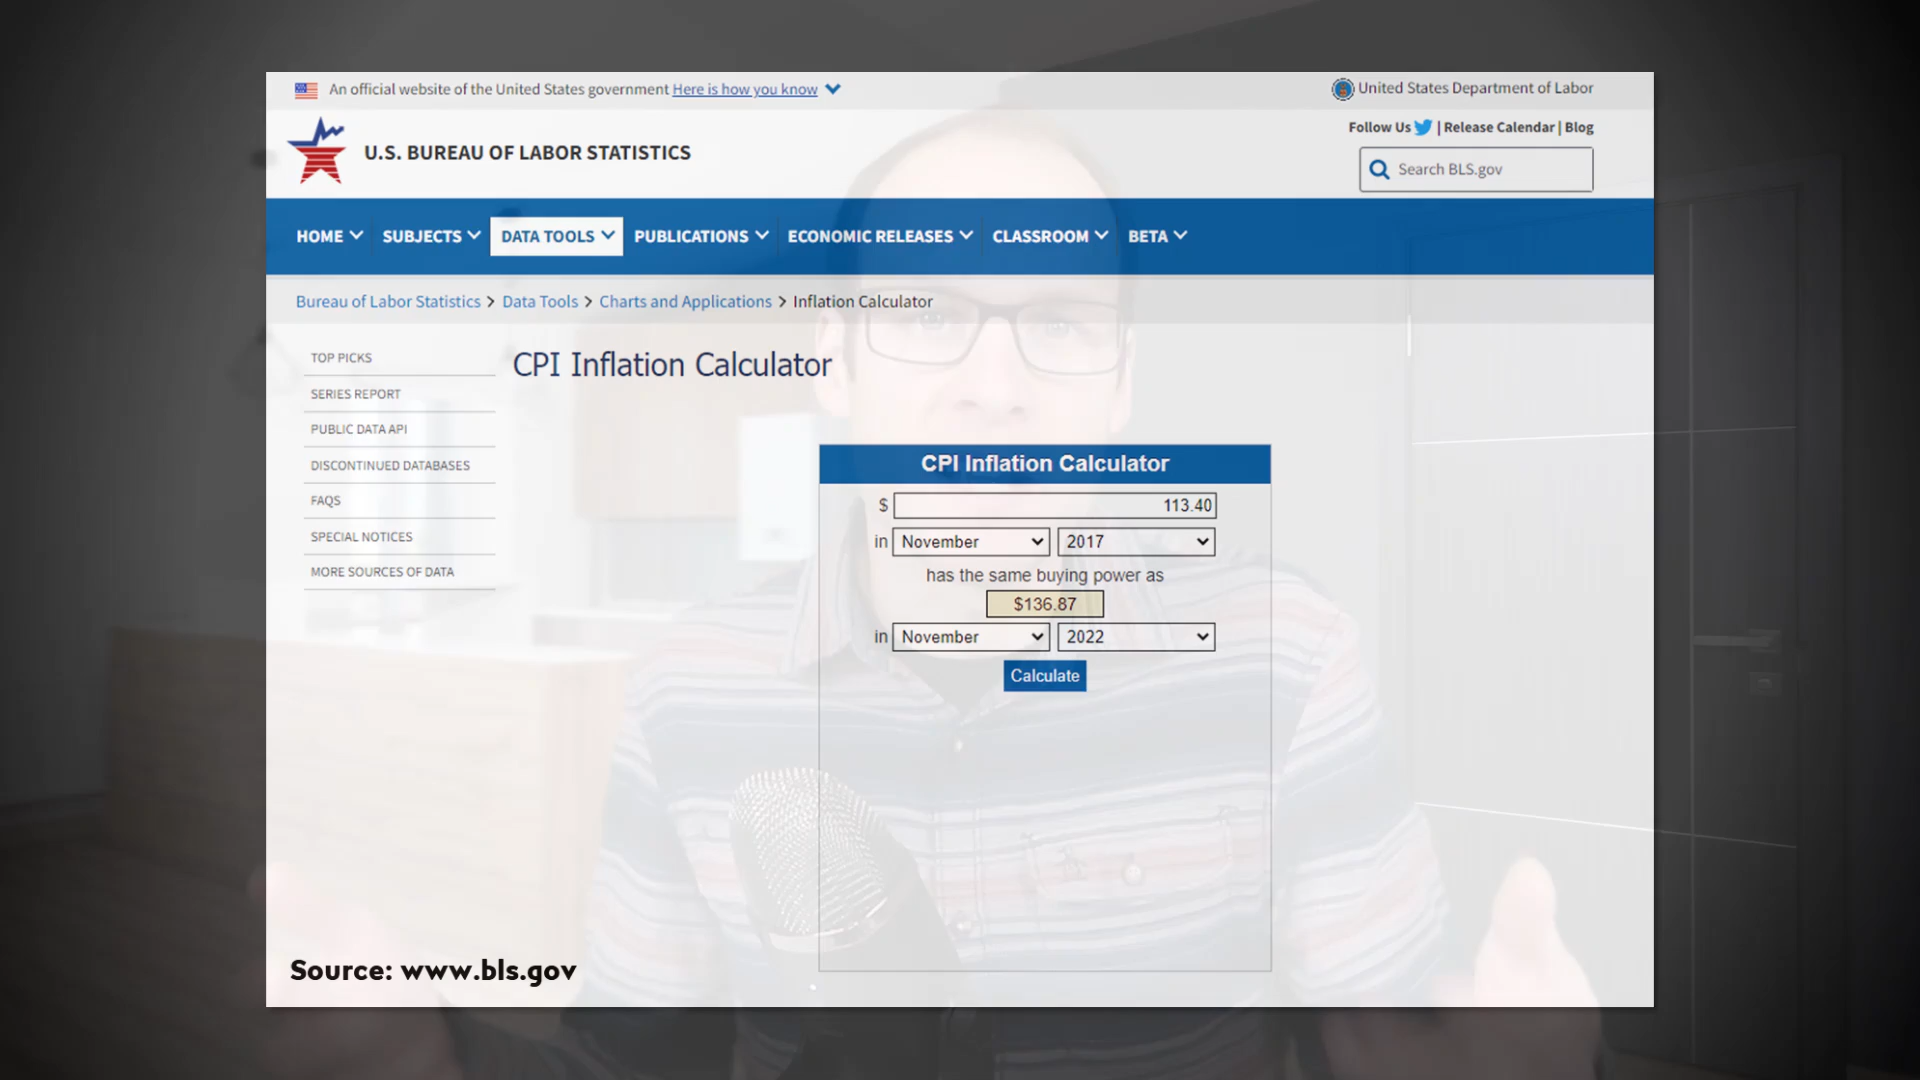 An official website of the United States government Here is how you know
United States Department of Labor
Follow Us | Release Calendar | Blog
U.S. BUREAU OF LABOR STATISTICS
Search BLS.gov
HOME SUBJECTS DATA TOOLS PUBLICATIONS ECONOMIC RELEASES CLASSROOM BETA
Bureau of Labor Statistics > Data Tools > Charts and Applications > Inflation Calculator
TOP PICKS
SERIES REPORT
PUBLIC DATA API
DISCONTINUED DATABASES
FAQS
SPECIAL NOTICES
MORE SOURCES OF DATA
CPI Inflation Calculator
CPI Inflation Calculator
$ 113.40
in November 2017
has the same buying power as
$136.87
in November 2022
Calculate
Source: www.bls.gov